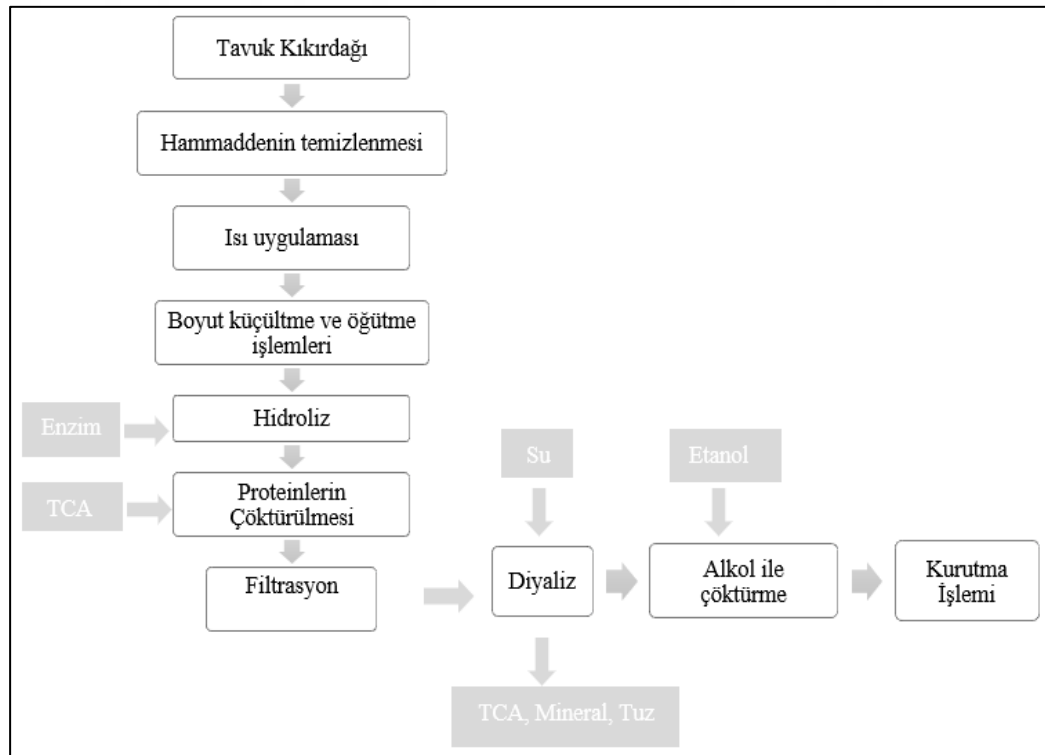 Tavuk Kıkırdağı
Hammaddenin temizlenmesi
Isı uygulaması
Boyut küçültme ve öğütme
işlemleri
Enzim
Hidroliz
TCA
Proteinlerin
Çöktürülmesi
Filtrasyon
Su
Etanol
Diyaliz
Alkol ile
çöktürme
Kurutma
İşlemi
TCA, Mineral, Tuz